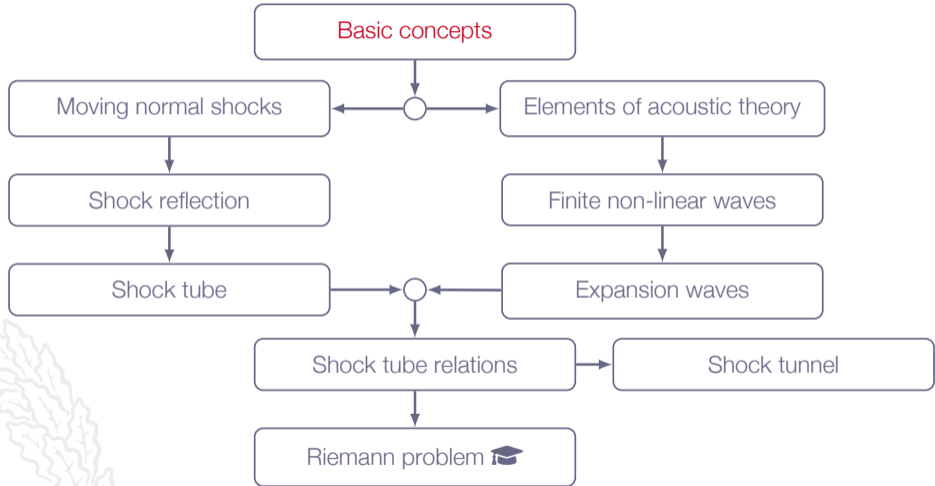 Basic concepts
Moving normal shocks
Elements of acoustic theory
Shock reflection
Finite non-linear waves
Shock tube
Expansion waves
Shock tube relations
Shock tunnel
Riemann problem